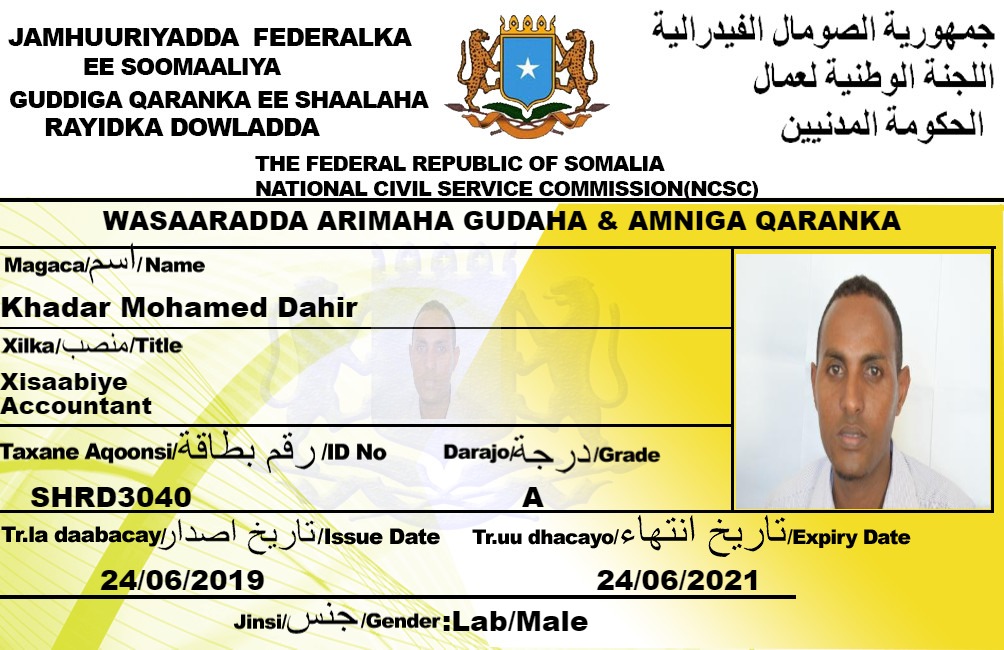 JAMHUURIYADDA FEDERALKA
EE SOOMAALIYA
GUDDIGA QARANKA EE SHAALAHA
RAYIDKA DOWLADDA
جمهورية الصومال الفيدرالية
اللجنة الوطنية لعمال
الحكومة المدنيين
THE FEDERAL REPUBLIC OF SOMALIA
NATIONAL CIVIL SERVICE COMMISSION(NCSC)
WASAARADDA ARIMAHA GUDAHA & AMNIGA QARANKA
Magaca/اسم/Name
Khadar Mohamed Dahir
Xilka/منصب/Title
Xisaabiye
Accountant
Taxane Aqoonsi/رقم بطاقة/ID No
Darajo/درجة/Grade
SHRD3040
A
Tr.la daabacay/تاريخ اصدار/Issue Date
Tr.uu dhacayo/تاريخ انتهاء/Expiry Date
24/06/2019
24/06/2021
Jinsi/جنس/Gender:Lab/Male